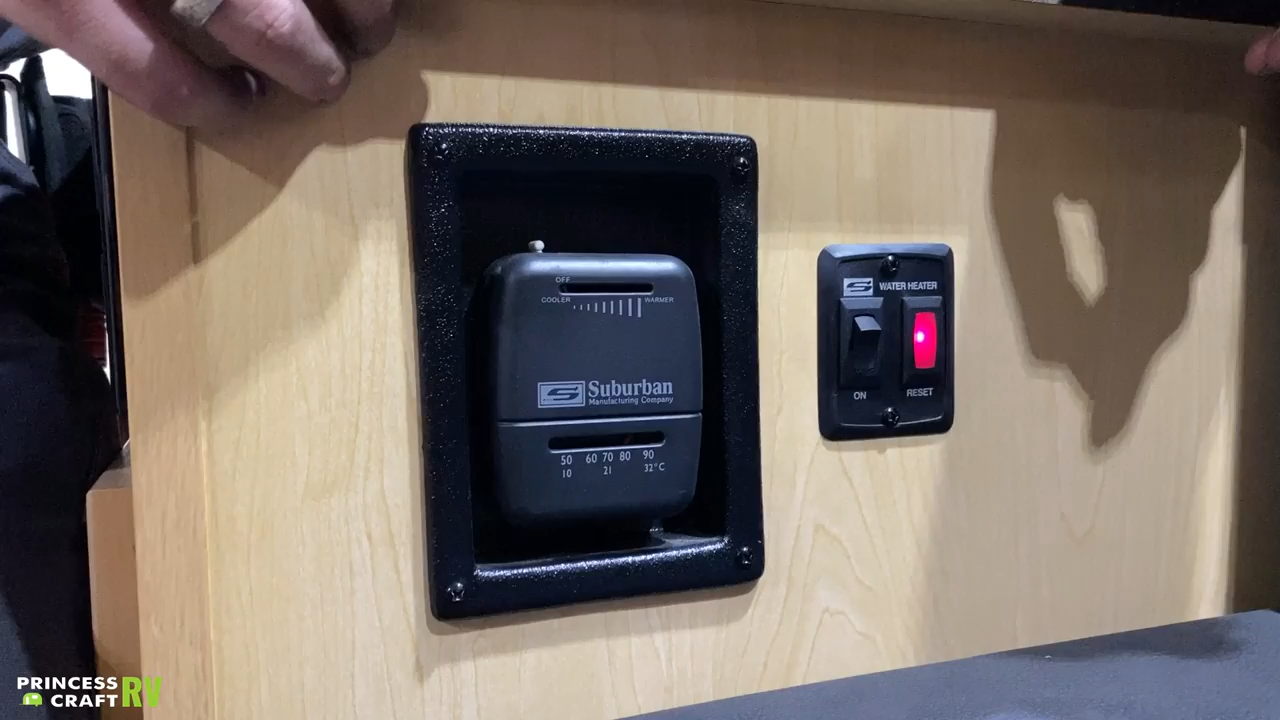 OFF
COOLER WARMER
Suburban
Manufacturing Company
50 60 70 80 90
10 21 32°C
WATER HEATER
ON RESET
PRINCESS
CRAFT RV